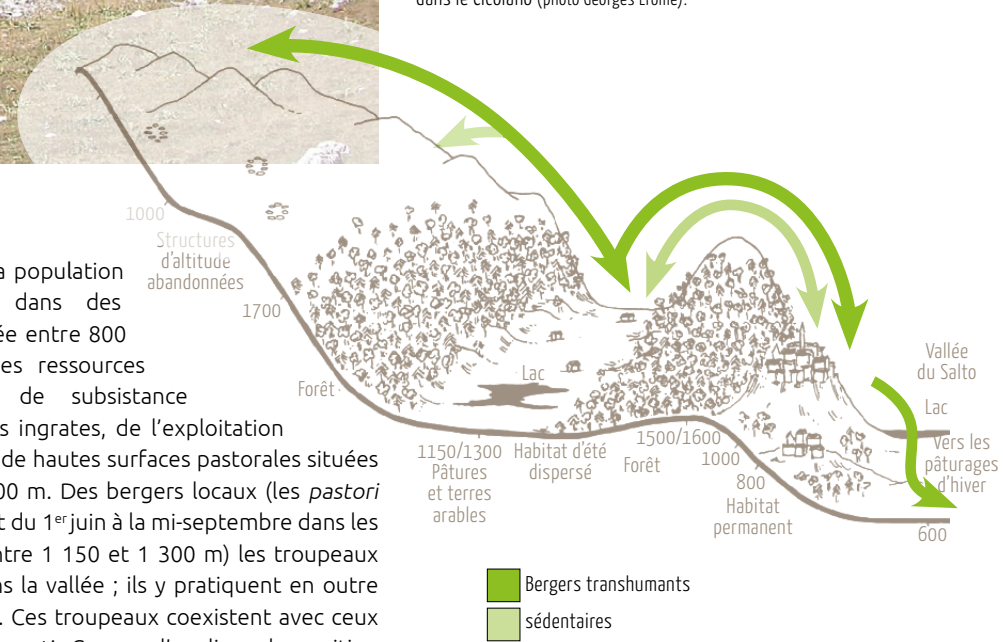 dans le cicolano (photo Georges Erome).
1000
Structures
d'altitude
abandonnées
1700
Forêt
Lac
1150/1300
Pâtures
et terres
arables
Habitat d'été
dispersé
1500/1600
Forêt
1000
800
Habitat
permanent
Vallée
du Salto
Lac
Vers les
pâturages
d'hiver
600
Bergers transhumants
sédentaires
a population
dans des
ée entre 800
es ressources
de subsistance
s ingrates, de l'exploitation
de hautes surfaces pastorales situées
00 m. Des bergers locaux (les pastori
t du 1er juin à la mi-septembre dans les
ntre 1 150 et 1 300 m) les troupeaux
ns la vallée ; ils y pratiquent en outre
. Ces troupeaux coexistent avec ceux